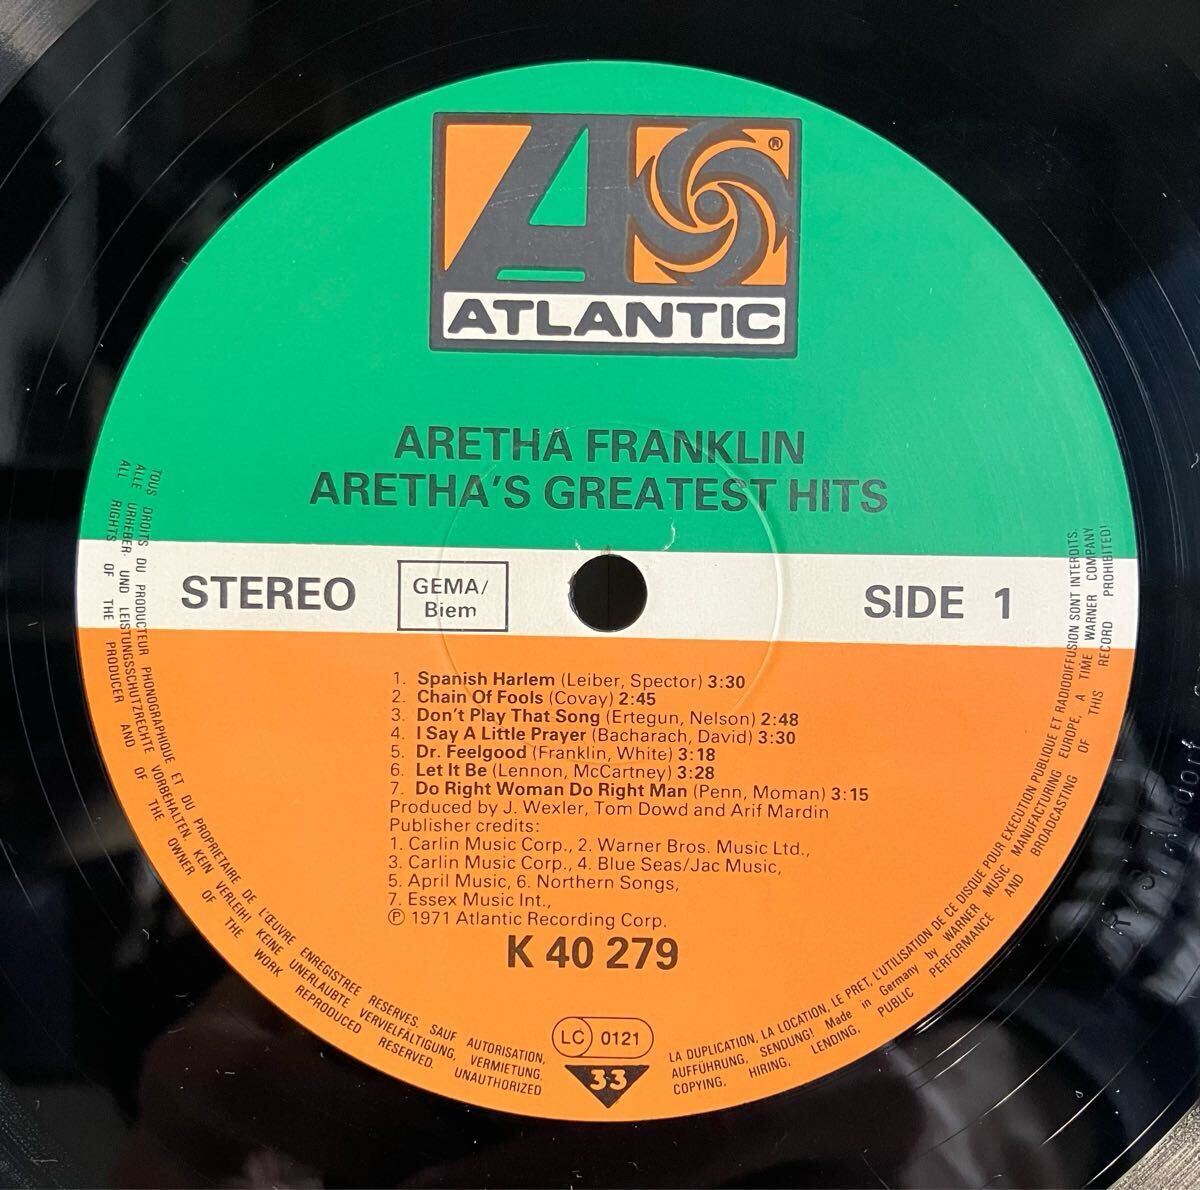 ®
ATLANTIC
ARETHA FRANKLIN
ARETHA'S GREATEST HITS
STEREO
GEMA/
Biem
SIDE 1
1. Spanish Harlem (Leiber, Spector) 3:30
2. Chain Of Fools (Covay) 2:45
3. Don't Play That Song (Ertegun, Nelson) 2:48
4. I Say A Little Prayer (Bacharach, David) 3:30
5. Dr. Feelgood (Franklin, White) 3:18
6. Let It Be (Lennon, McCartney) 3:28
7. Do Right Woman Do Right Man (Penn, Moman) 3:15
Produced by J. Wexler, Tom Dowd and Arif Mardin
Publisher credits:
1. Carlin Music Corp., 2. Warner Bros. Music Ltd.,
3. Carlin Music Corp., 4. Blue Seas/Jac Music,
5. April Music, 6. Northern Songs,
7. Essex Music Int.,
℗ 1971 Atlantic Recording Corp.
K 40 279
LC 0121
33
TOUS DROITS DU PRODUCTEUR PHONOGRAPHIQUE ET DU PROPRIETAIRE DE L'ŒUVRE ENREGISTREE RESERVES. SAUF AUTORISATION,
ALLE URHEBER- UND LEISTUNGSSCHUTZRECHTE VORBEHALTEN. KEIN VERLEIH! KEINE UNERLAUBTE VERVIELFÄLTIGUNG, VERMIETUNG,
ALL RIGHTS OF THE PRODUCER AND OF THE OWNER OF THE WORK REPRODUCED RESERVED. UNAUTHORIZED
LA DUPLICATION, LA LOCATION, LE PRET, L'UTILISATION DE CE DISQUE POUR EXECUTION PUBLIQUE ET RADIODIFFUSION SONT INTERDITS.
AUFFÜHRUNG, SENDUNG! Made in Germany by WARNER MUSIC MANUFACTURING EUROPE, A TIME WARNER COMPANY
COPYING, HIRING, LENDING, PUBLIC PERFORMANCE AND BROADCASTING OF THIS RECORD PROHIBITED!